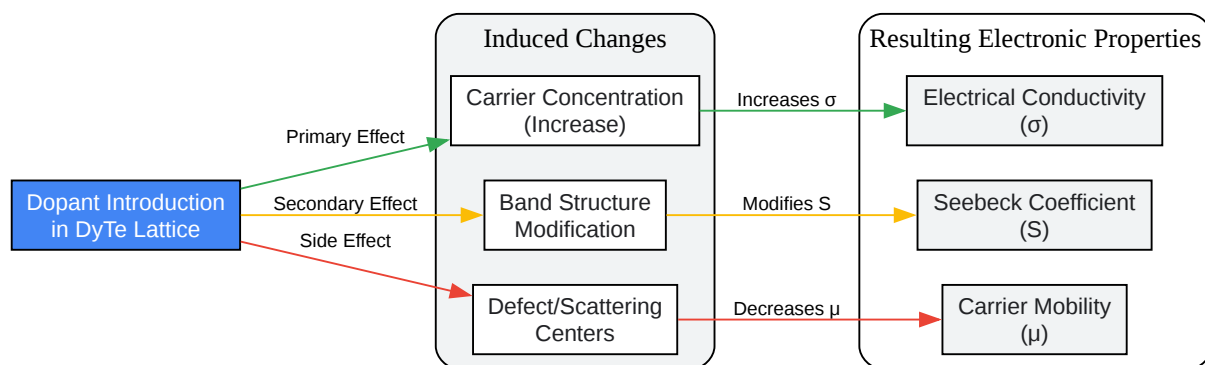 Induced Changes
Resulting Electronic Properties
Dopant Introduction
in DyTe Lattice
Primary Effect
Secondary Effect
Side Effect
Carrier Concentration
(Increase)
Band Structure
Modification
Defect/Scattering
Centers
Increases σ
Modifies S
Decreases μ
Electrical Conductivity
(σ)
Seebeck Coefficient
(S)
Carrier Mobility
(μ)